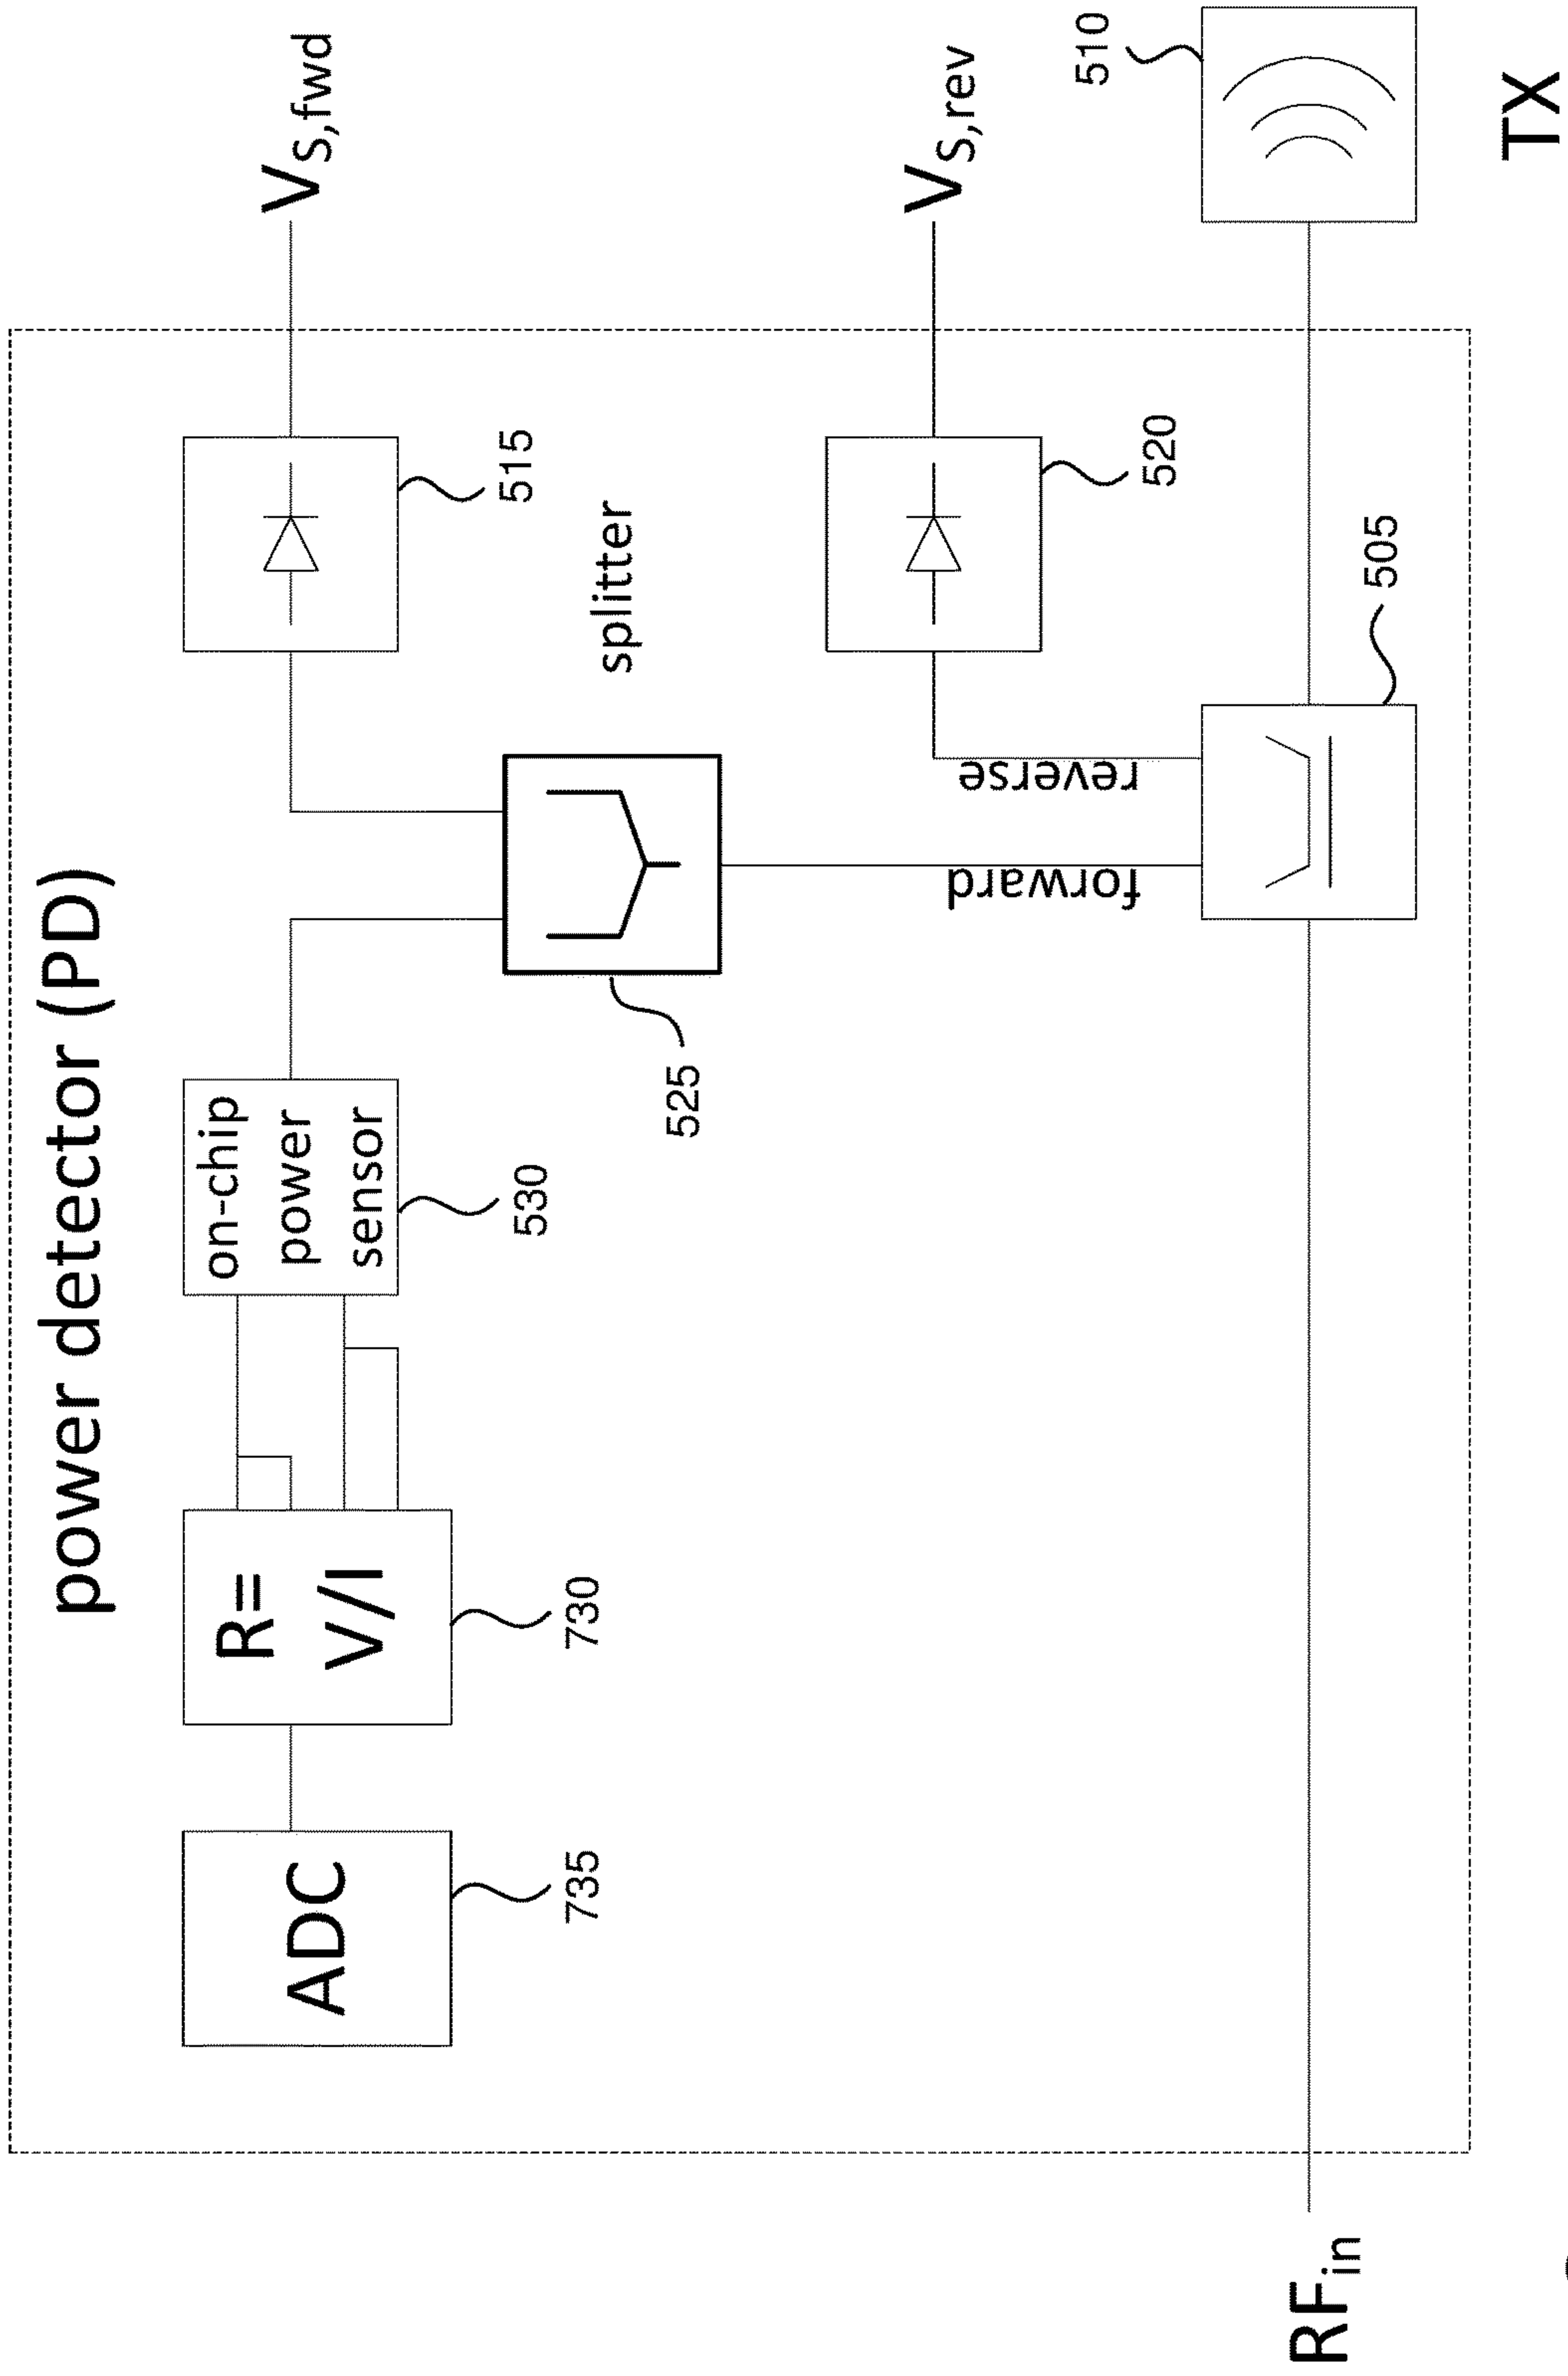 power detector (PD)
ADC
735
R=
V/I
730
on-chip
power
sensor
530
525
splitter
515
V_S,fwd
520
V_S,rev
forward
reverse
505
510
RF_in
TX